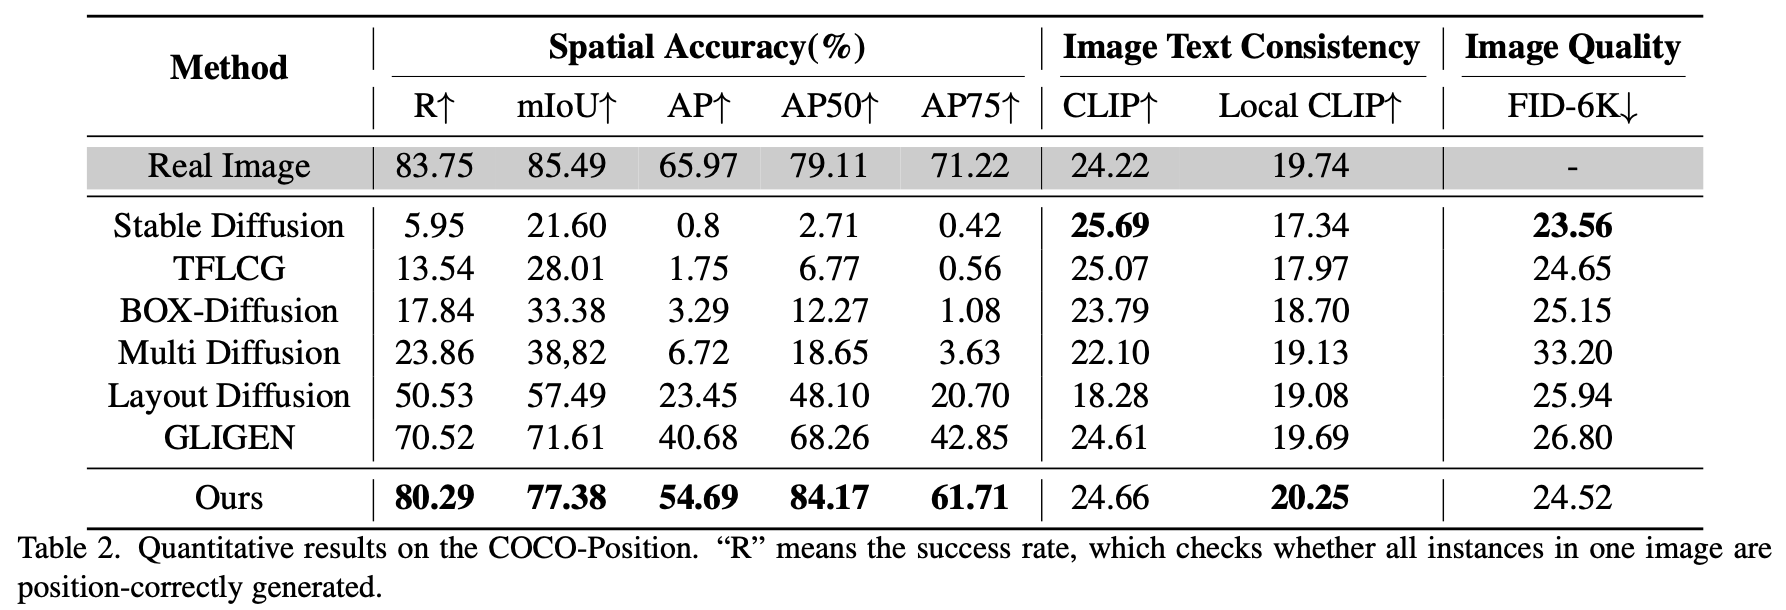 Method Spatial Accuracy(%) Image Text Consistency Image Quality
R↑ mIoU↑ AP↑ AP50↑ AP75↑ CLIP↑ Local CLIP↑ FID-6K↓
Real Image 83.75 85.49 65.97 79.11 71.22 24.22 19.74 -
Stable Diffusion 5.95 21.60 0.8 2.71 0.42 25.69 17.34 23.56
TFLCG 13.54 28.01 1.75 6.77 0.56 25.07 17.97 24.65
BOX-Diffusion 17.84 33.38 3.29 12.27 1.08 23.79 18.70 25.15
Multi Diffusion 23.86 38,82 6.72 18.65 3.63 22.10 19.13 33.20
Layout Diffusion 50.53 57.49 23.45 48.10 20.70 18.28 19.08 25.94
GLIGEN 70.52 71.61 40.68 68.26 42.85 24.61 19.69 26.80
Ours 80.29 77.38 54.69 84.17 61.71 24.66 20.25 24.52
Table 2. Quantitative results on the COCO-Position. “R” means the success rate, which checks whether all instances in one image are
position-correctly generated.